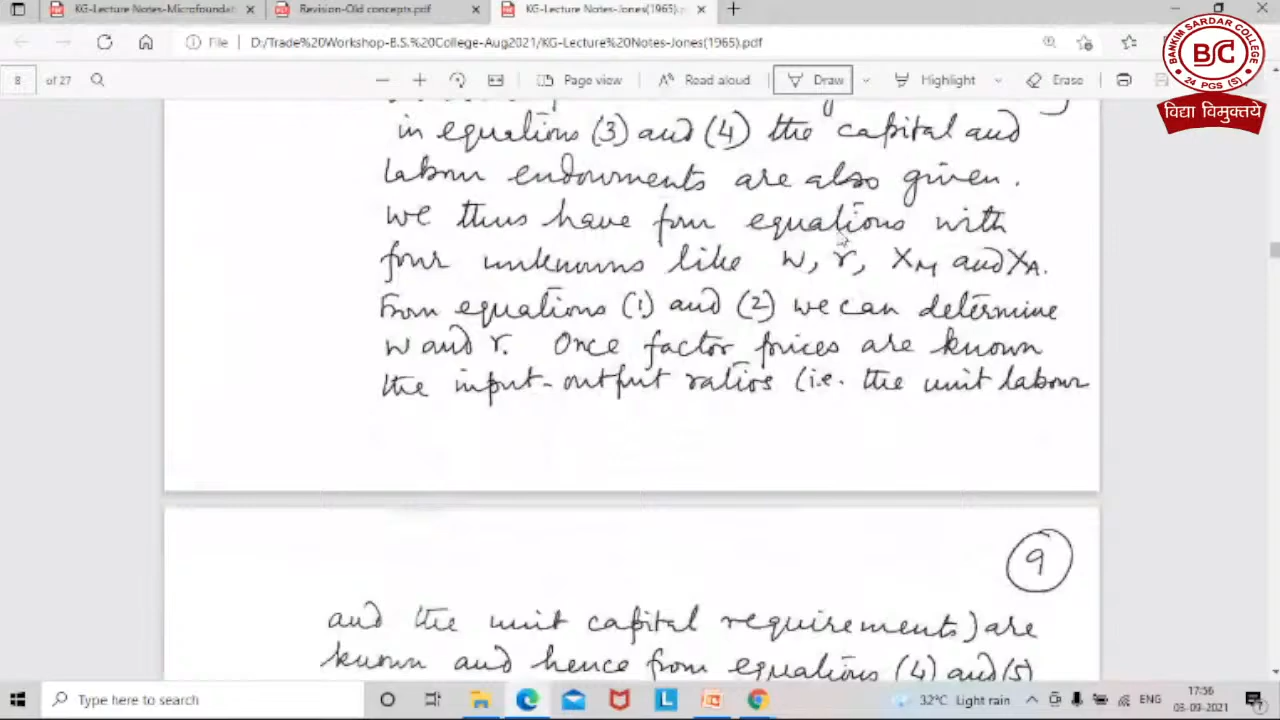 KG-Lecture Notes-Microfoundat
Revision-Old concepts.pdf
KG-Lecture Notes-Jones(1965).p
File
D:/Trade%20Workshop-B.S.%20College-Aug2021/KG-Lecture%20Notes-Jones(1965).pdf
8 of 27
Page view
Read aloud
Draw
Highlight
Erase
BANKIM SARDAR COLLEGE
BSC
24 PGS (S)
विद्या विमुक्तये
in equations (3) and (4) the capital and
labour endowments are also given.
We thus have four equations with
four unknowns like w, r, XM and XA.
From equations (1) and (2) we can determine
w and r. Once factor prices are known
the input-output ratios (i.e. the unit labour
9
and the unit capital requirements) are
known and hence from equations (4) and (5)
Type here to search
32°C Light rain
ENG
17:56
03-09-2021